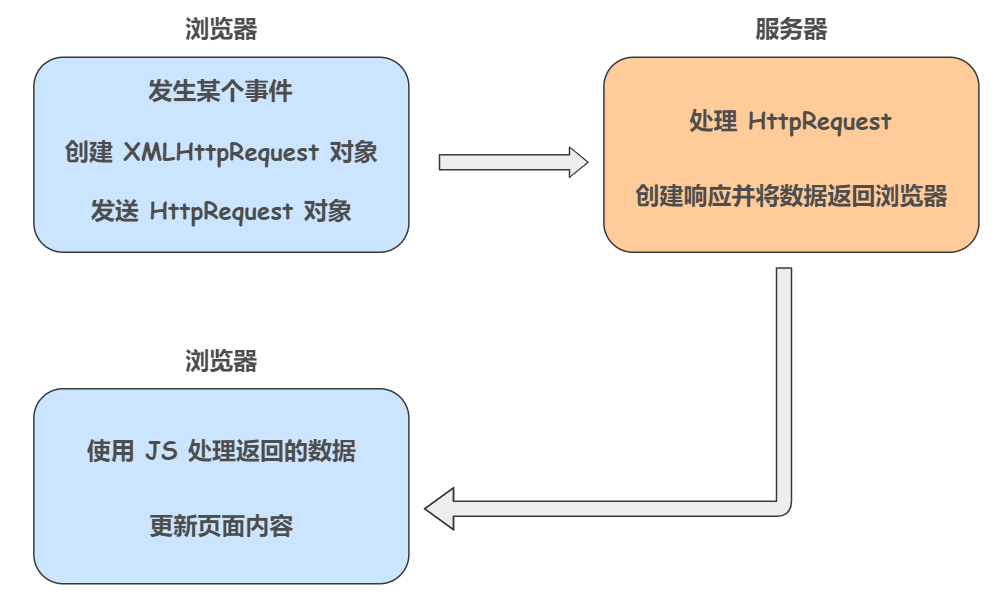 浏览器
发生某个事件
创建 XMLHttpRequest 对象
发送 HttpRequest 对象
服务器
处理 HttpRequest
创建响应并将数据返回浏览器
浏览器
使用 JS 处理返回的数据
更新页面内容